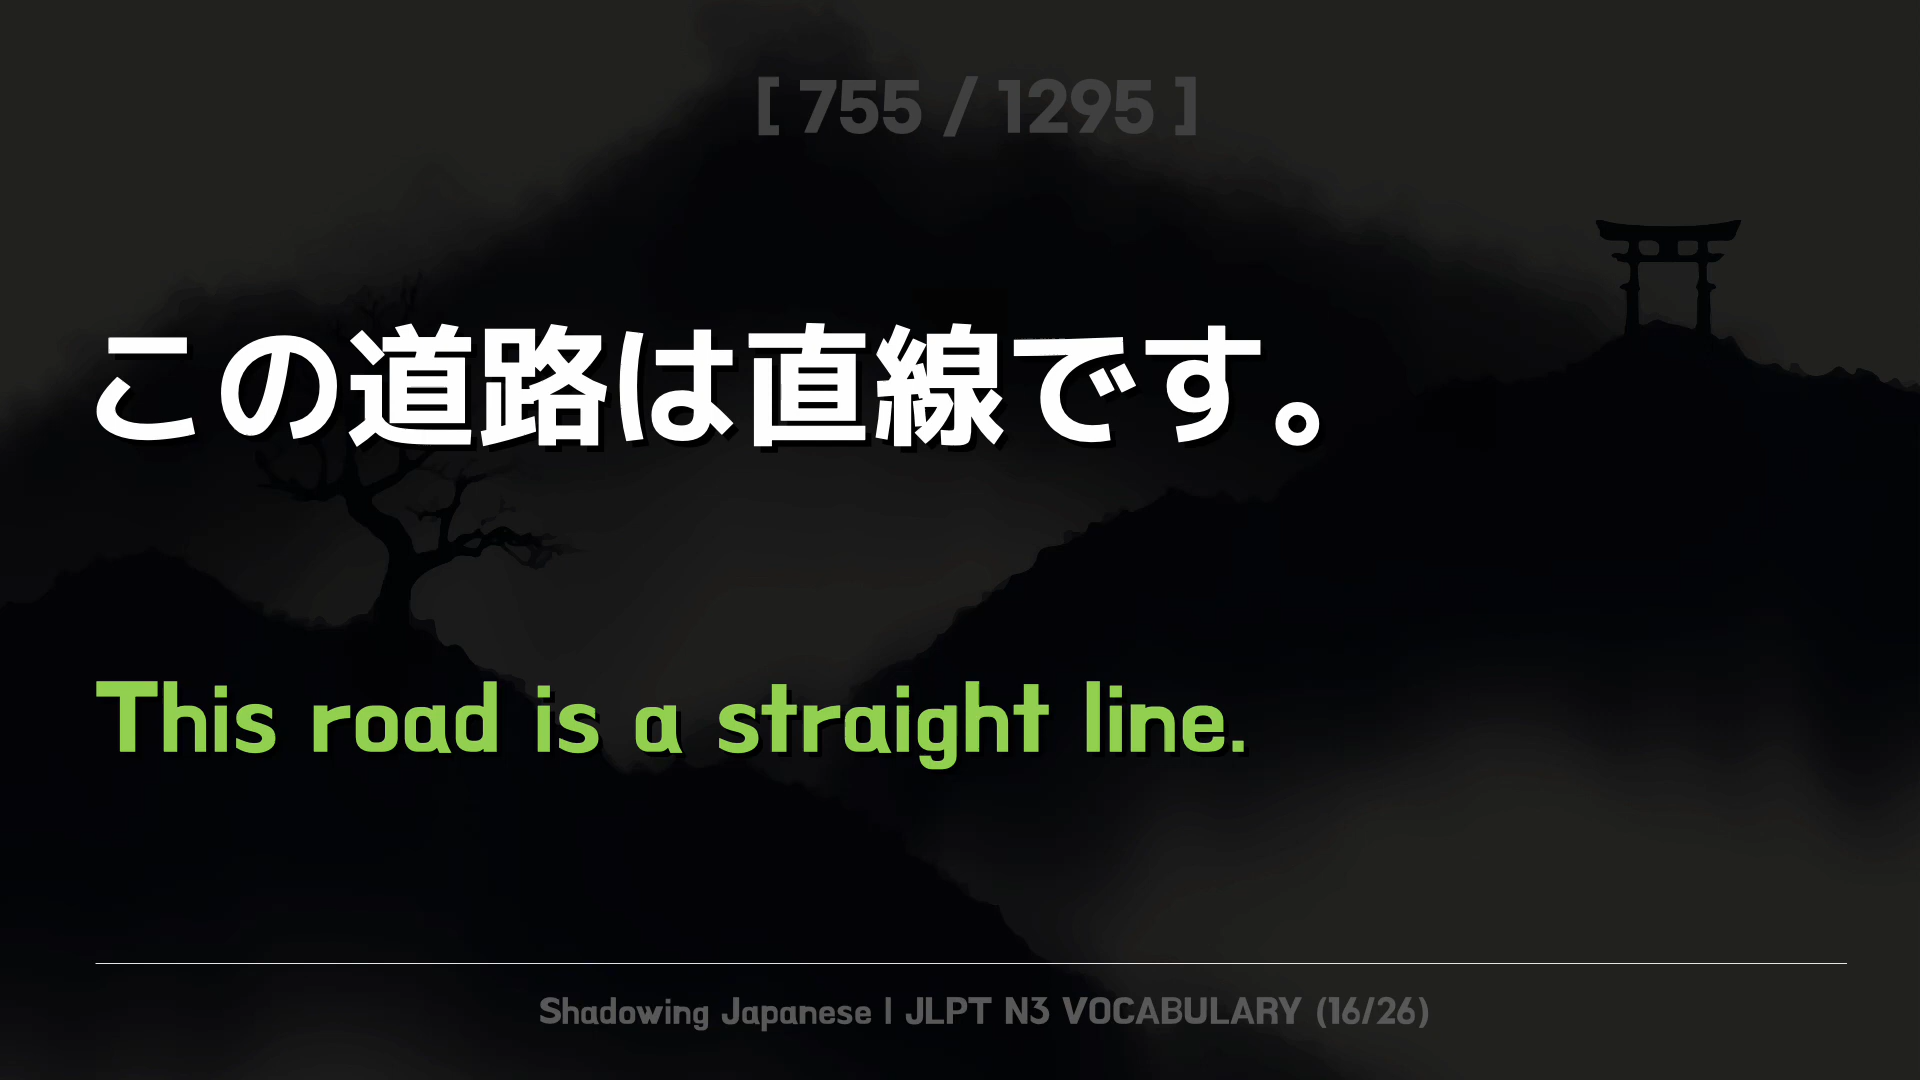 [ 755 / 1295 ]
この道路は直線です。
This road is a straight line.
Shadowing Japanese | JLPT N3 VOCABULARY (16/26)